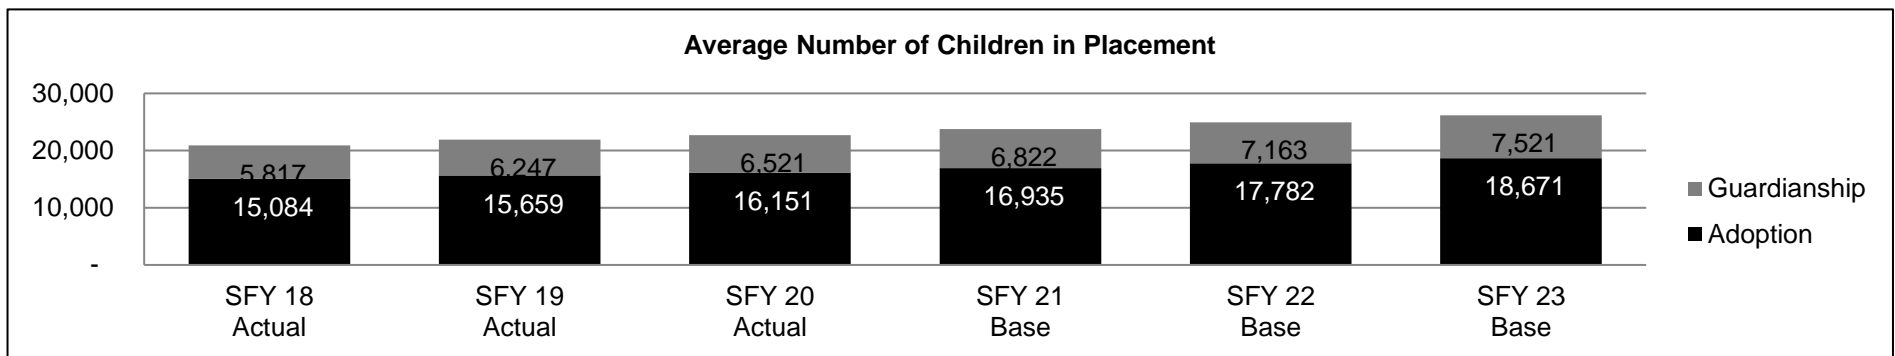 Average Number of Children in Placement
30,000
20,000
10,000
-
5,817
6,247
6,521
6,822
7,163
7,521
15,084
15,659
16,151
16,935
17,782
18,671
Guardianship
Adoption
SFY 18
Actual
SFY 19
Actual
SFY 20
Actual
SFY 21
Base
SFY 22
Base
SFY 23
Base